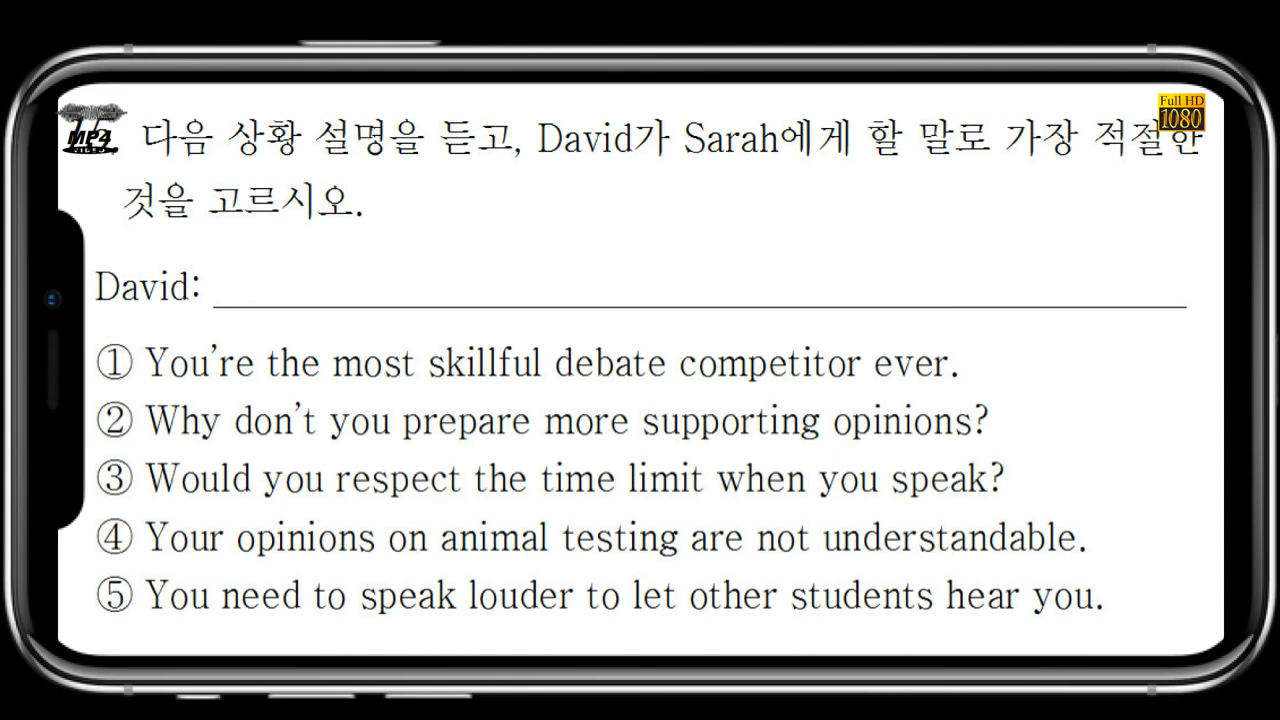 다음 상황 설명을 듣고, David가 Sarah에게 할 말로 가장 적절한
것을 고르시오.
David:
① You're the most skillful debate competitor ever.
② Why don't you prepare more supporting opinions?
③ Would you respect the time limit when you speak?
④ Your opinions on animal testing are not understandable.
⑤ You need to speak louder to let other students hear you.
MP4
Full HD
1080